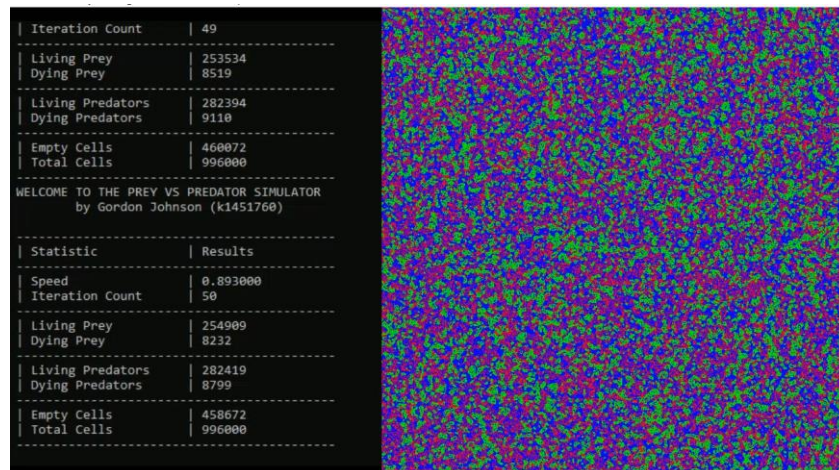 | Iteration Count | 49
| Living Prey | 253534
| Dying Prey | 8519
| Living Predators | 282394
| Dying Predators | 9110
| Empty Cells | 460072
| Total Cells | 996000
WELCOME TO THE PREY VS PREDATOR SIMULATOR
by Gordon Johnson (k1451760)
| Statistic | Results
| Speed | 0.893000
| Iteration Count | 50
| Living Prey | 254909
| Dying Prey | 8232
| Living Predators | 282419
| Dying Predators | 8799
| Empty Cells | 458672
| Total Cells | 996000